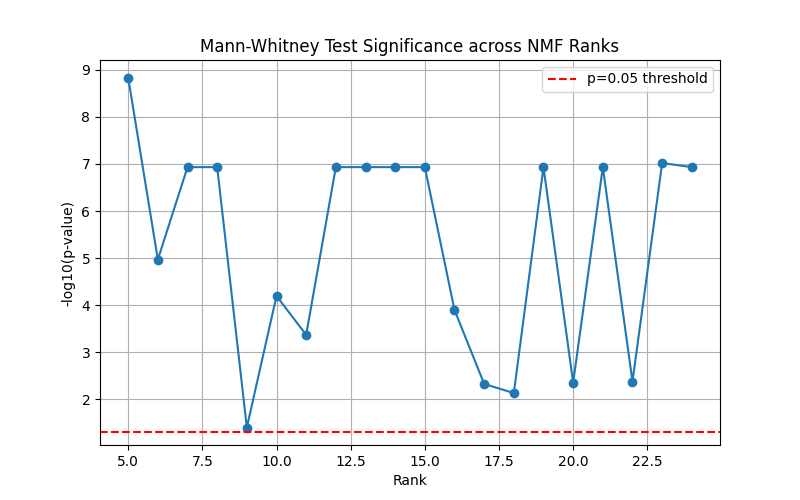 Mann-Whitney Test Significance across NMF Ranks
p=0.05 threshold
-log10(p-value)
9
8
7
6
5
4
3
2
5.0 7.5 10.0 12.5 15.0 17.5 20.0 22.5
Rank